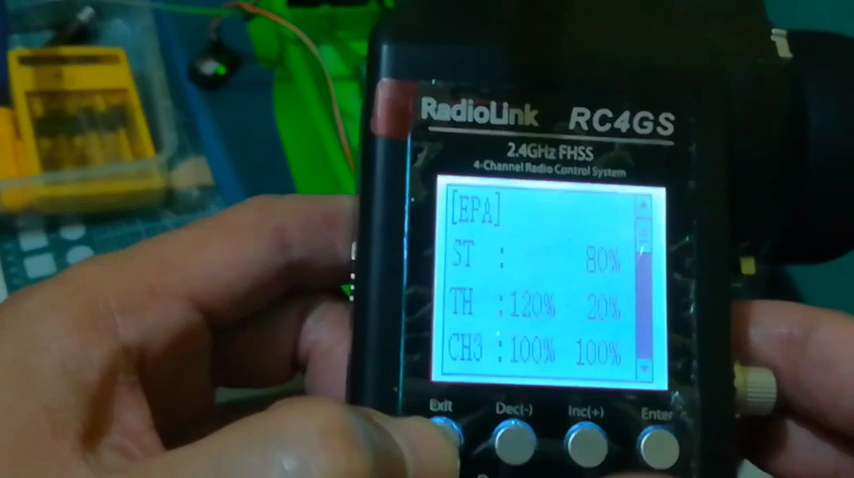 RadioLink RC4GS
2.4GHz FHSS
4-Channel Radio Control System
[EPA]
ST : 80%
TH :120% 20%
CH3 :100% 100%
Exit Dec(-) Inc(+) Enter